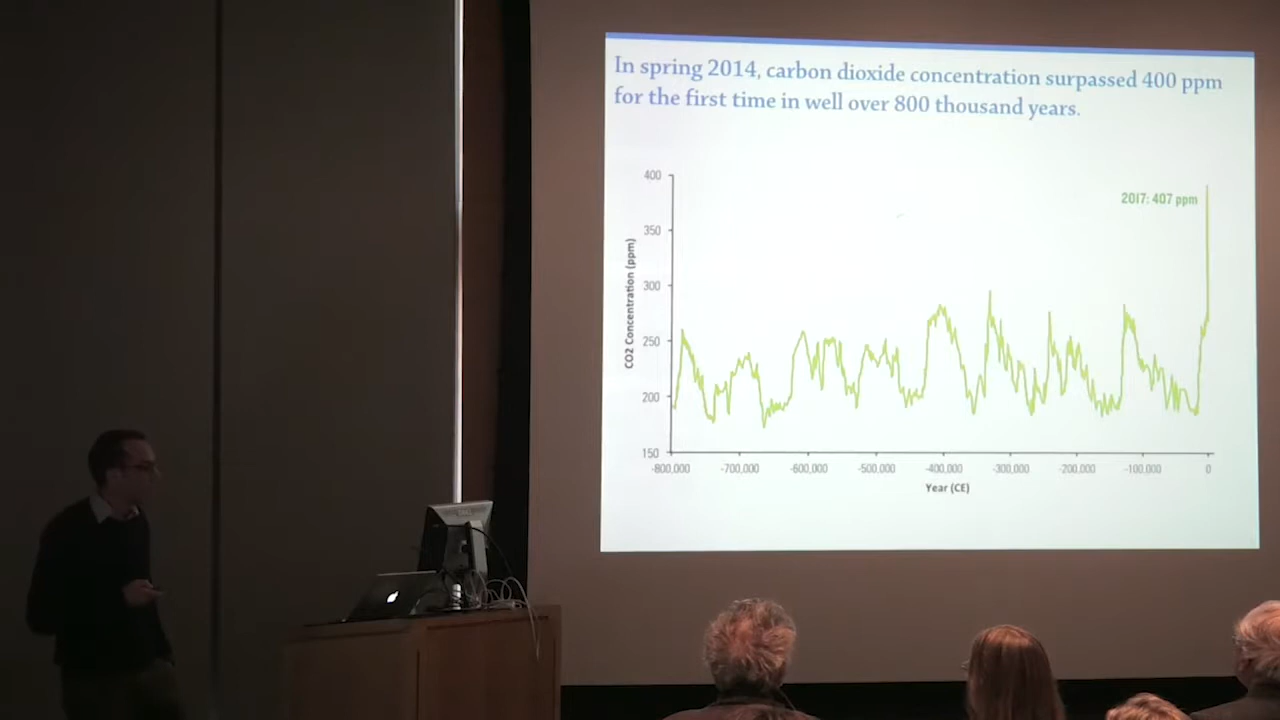 In spring 2014, carbon dioxide concentration surpassed 400 ppm
for the first time in well over 800 thousand years.
400
2017: 407 ppm
350
300
250
200
150
CO2 Concentration (ppm)
-800,000 -700,000 -600,000 -500,000 -400,000 -300,000 -200,000 -100,000 0
Year (CE)